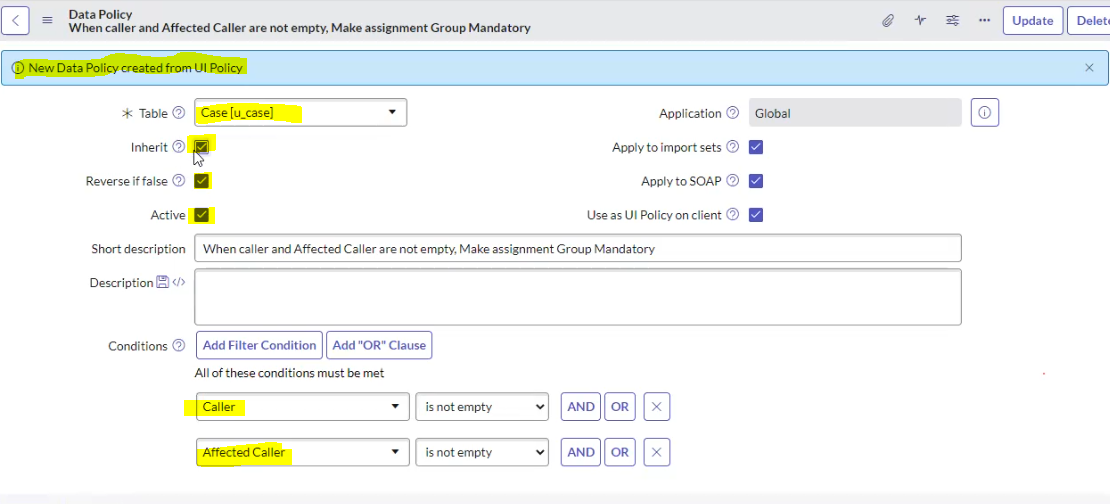 Data Policy
When caller and Affected Caller are not empty, Make assignment Group Mandatory
Update
Delete
New Data Policy created from UI Policy
Table Case [u_case] Application Global
Inherit Apply to import sets
Reverse if false Apply to SOAP
Active Use as UI Policy on client
Short description When caller and Affected Caller are not empty, Make assignment Group Mandatory
Description
Conditions Add Filter Condition Add "OR" Clause
All of these conditions must be met
Caller is not empty AND OR
Affected Caller is not empty AND OR